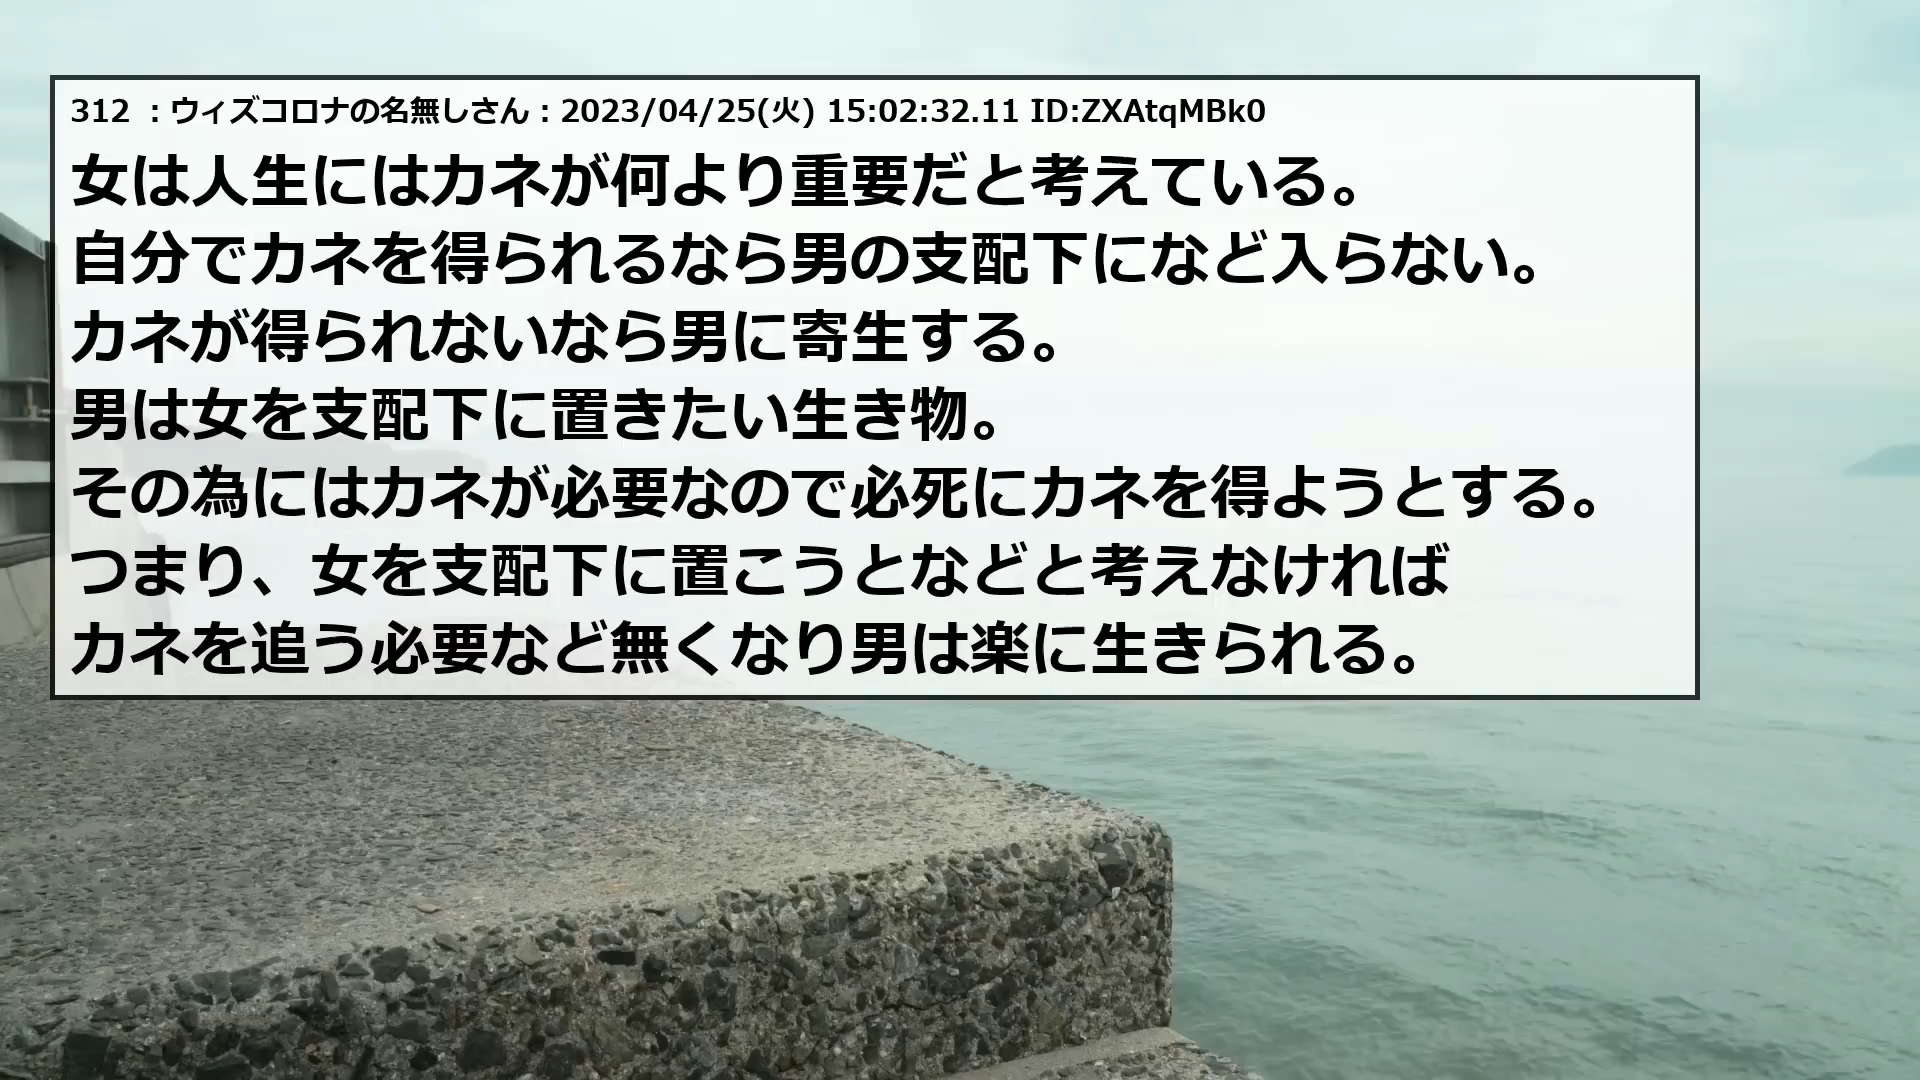 312 ：ウィズコロナの名無しさん：2023/04/25(火) 15:02:32.11 ID:ZXAtqMBk0
女は人生にはカネが何より重要だと考えている。
自分でカネを得られるなら男の支配下になど入らない。
カネが得られないなら男に寄生する。
男は女を支配下に置きたい生き物。
その為にはカネが必要なので必死にカネを得ようとする。
つまり、女を支配下に置こうとなどと考えなければ
カネを追う必要など無くなり男は楽に生きられる。